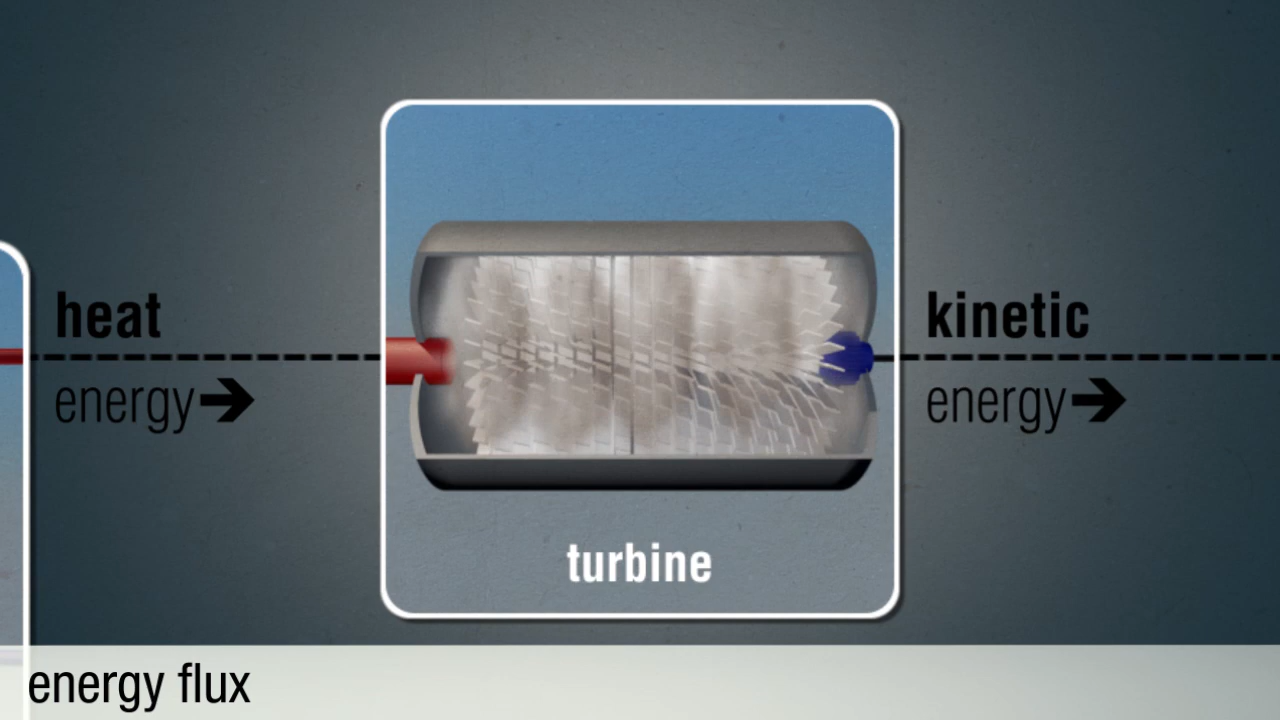 heat
energy
turbine
kinetic
energy
energy flux